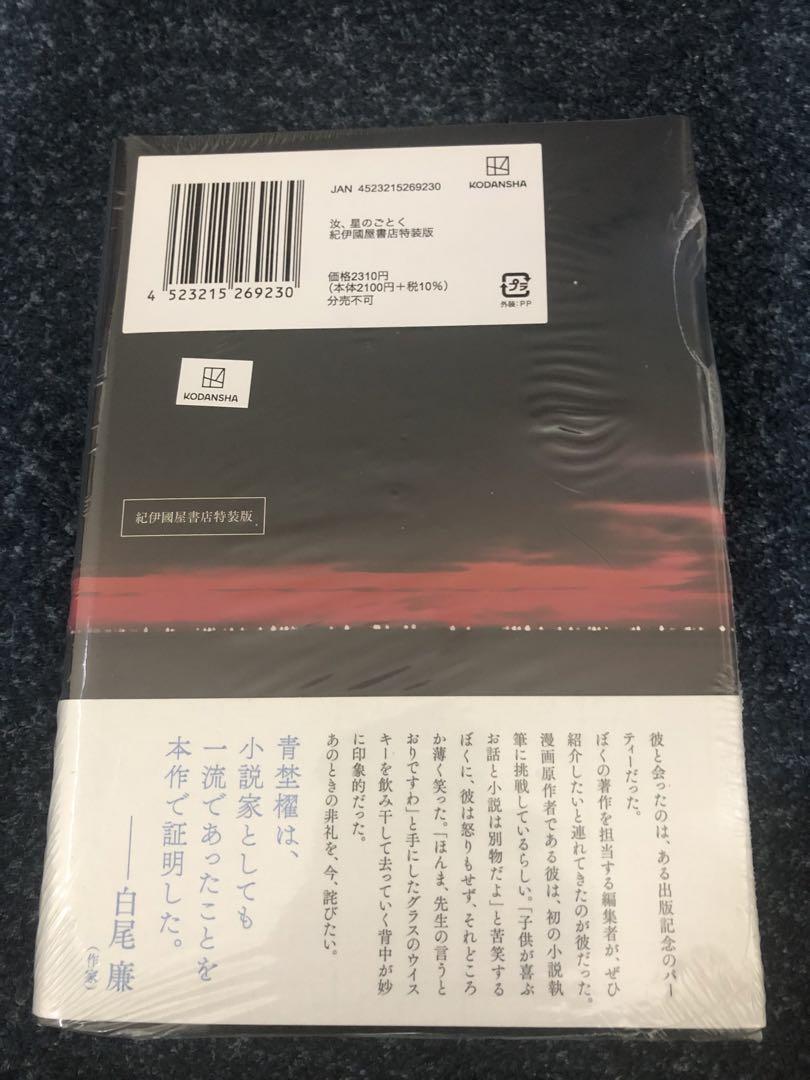 JAN 4523215269230
KODANSHA
汝、星のごとく
紀伊國屋書店特装版
価格2310円
(本体2100円+税10%)
分売不可
プラ
外装:PP
4 523215 269230
KODANSHA
紀伊國屋書店特装版
彼と会ったのは、ある出版記念のパー
ティーだった。
ぼくの著作を担当する編集者が、ぜひ
紹介したいと連れてきたのが彼だった。
漫画原作者である彼は、初の小説執
筆に挑戦しているらしい。「子供が喜ぶ
お話と小説は別物だよ」と苦笑する
ぼくに、彼は怒りもせず、それどころ
か薄く笑った。「ほんま、先生の言うと
おりですわ」と手にしたグラスのウイス
キーを飲み干して去っていく背中が妙
に印象的だった。
あのときの非礼を、今、詫びたい。
青埜櫂は、
小説家としても
一流であったことを
本作で証明した。
——白尾 廉
(作家)